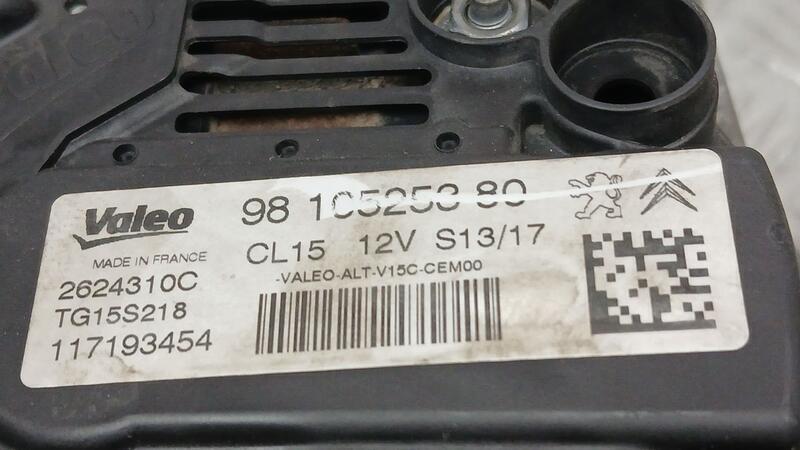 Valeo
98 105253 80
MADE IN FRANCE
CL15 12V S13/17
-VALEO-ALT-V15C-CEM00
2624310C
TG15S218
117193454